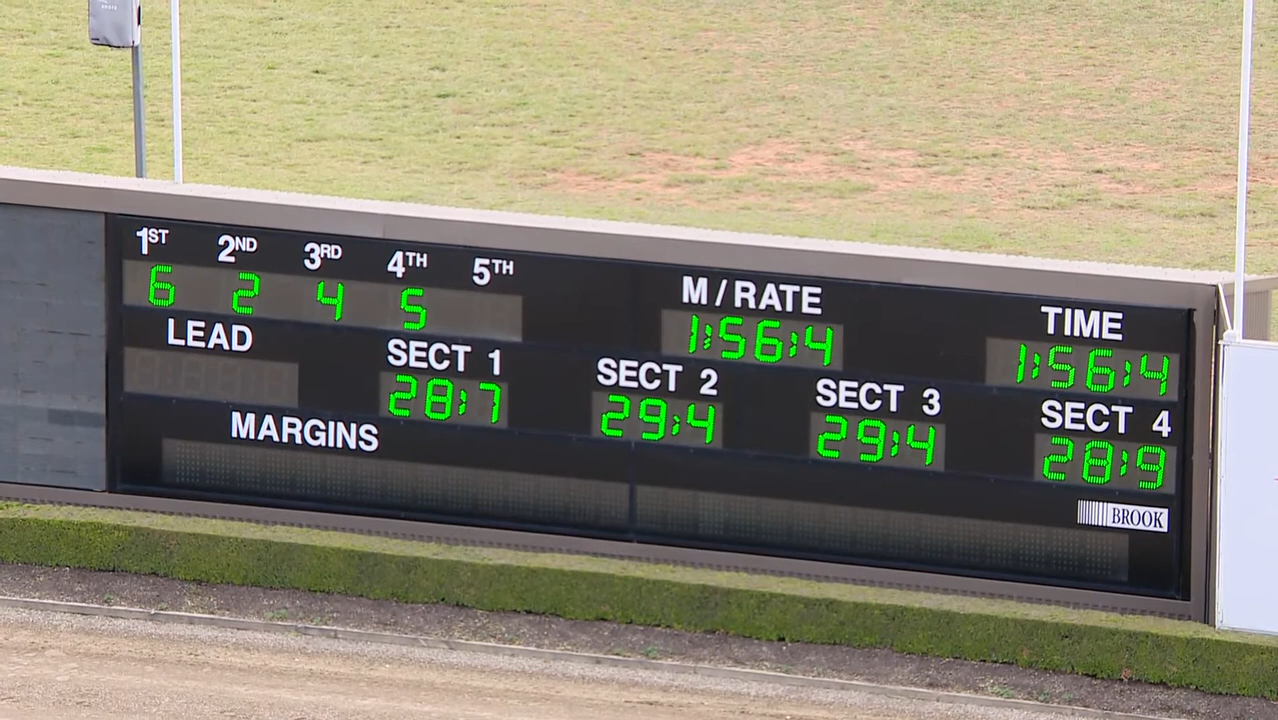 1ST 2ND 3RD 4TH 5TH
6 2 4 5
M/RATE
1:56:4
TIME
1:56:4
LEAD
SECT 1
28:7
SECT 2
29:4
SECT 3
29:4
SECT 4
28:9
MARGINS
BROOK